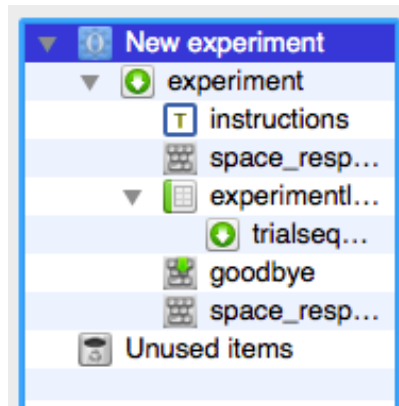 New experiment
experiment
T instructions
space_resp...
experimentl...
trialseq...
goodbye
space_resp...
Unused items